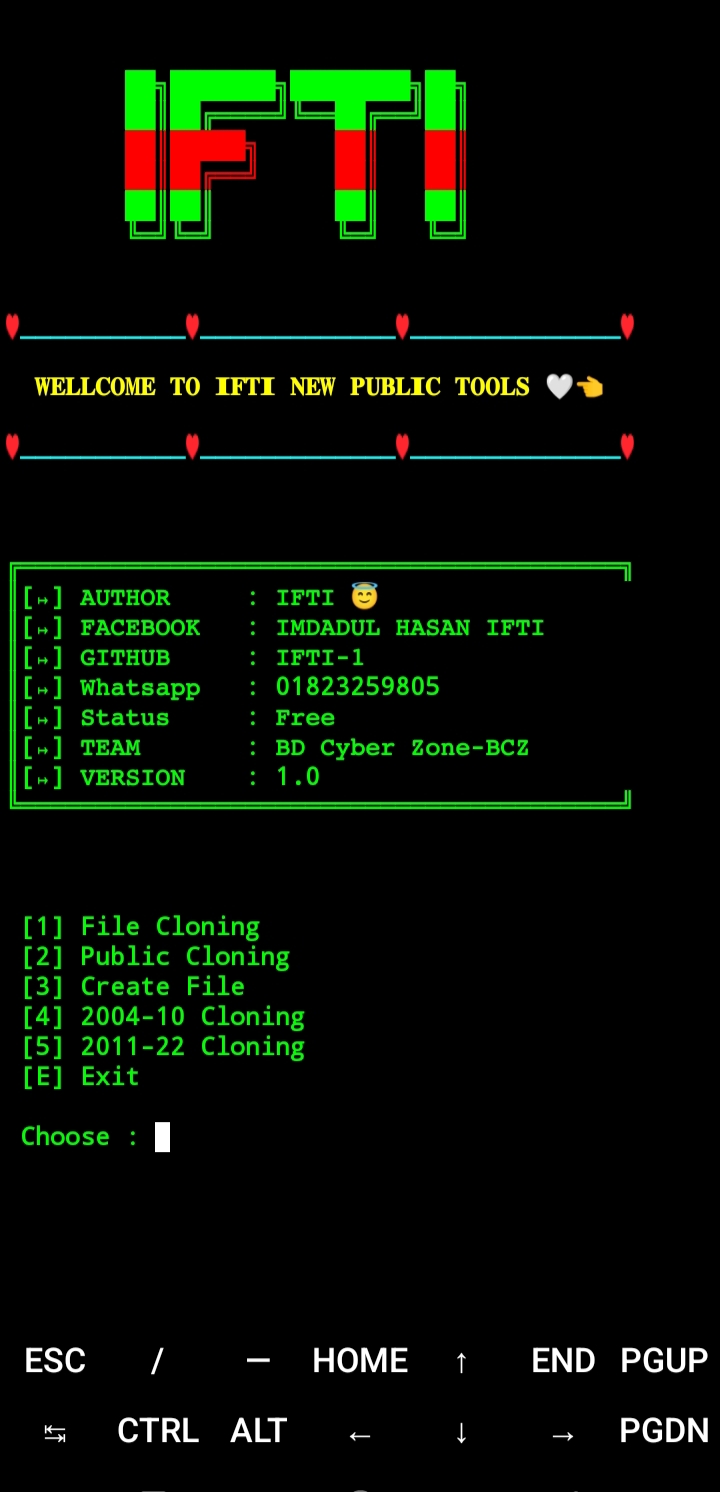 IFTI
WELLCOME TO IFTI NEW PUBLIC TOOLS 🤍👈
[↦] AUTHOR : IFTI 😇
[↦] FACEBOOK : IMDADUL HASAN IFTI
[↦] GITHUB : IFTI-1
[↦] Whatsapp : 01823259805
[↦] Status : Free
[↦] TEAM : BD Cyber Zone-BCZ
[↦] VERSION : 1.0
[1] File Cloning
[2] Public Cloning
[3] Create File
[4] 2004-10 Cloning
[5] 2011-22 Cloning
[E] Exit
Choose :
ESC / — HOME ↑ END PGUP
↹ CTRL ALT ← ↓ → PGDN